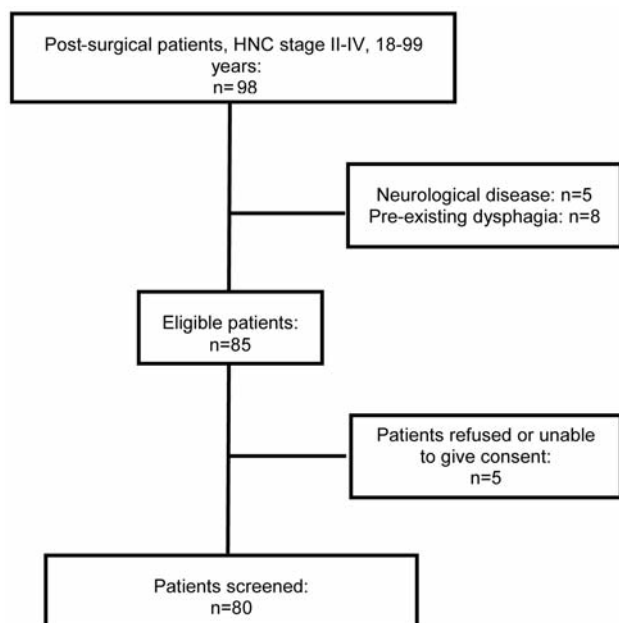 Post-surgical patients, HNC stage II-IV, 18-99
years:
n= 98
Neurological disease: n=5
Pre-existing dysphagia: n=8
Eligible patients:
n=85
Patients refused or unable
to give consent:
n=5
Patients screened:
n=80